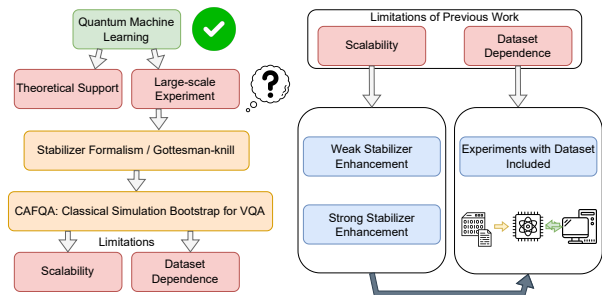 Quantum Machine
Learning
Theoretical Support
Large-scale
Experiment
?
Stabilizer Formalism / Gottesman-knill
CAFQA: Classical Simulation Bootstrap for VQA
Limitations
Scalability
Dataset
Dependence
Limitations of Previous Work
Scalability
Dataset
Dependence
Weak Stabilizer
Enhancement
Strong Stabilizer
Enhancement
Experiments with Dataset
Included